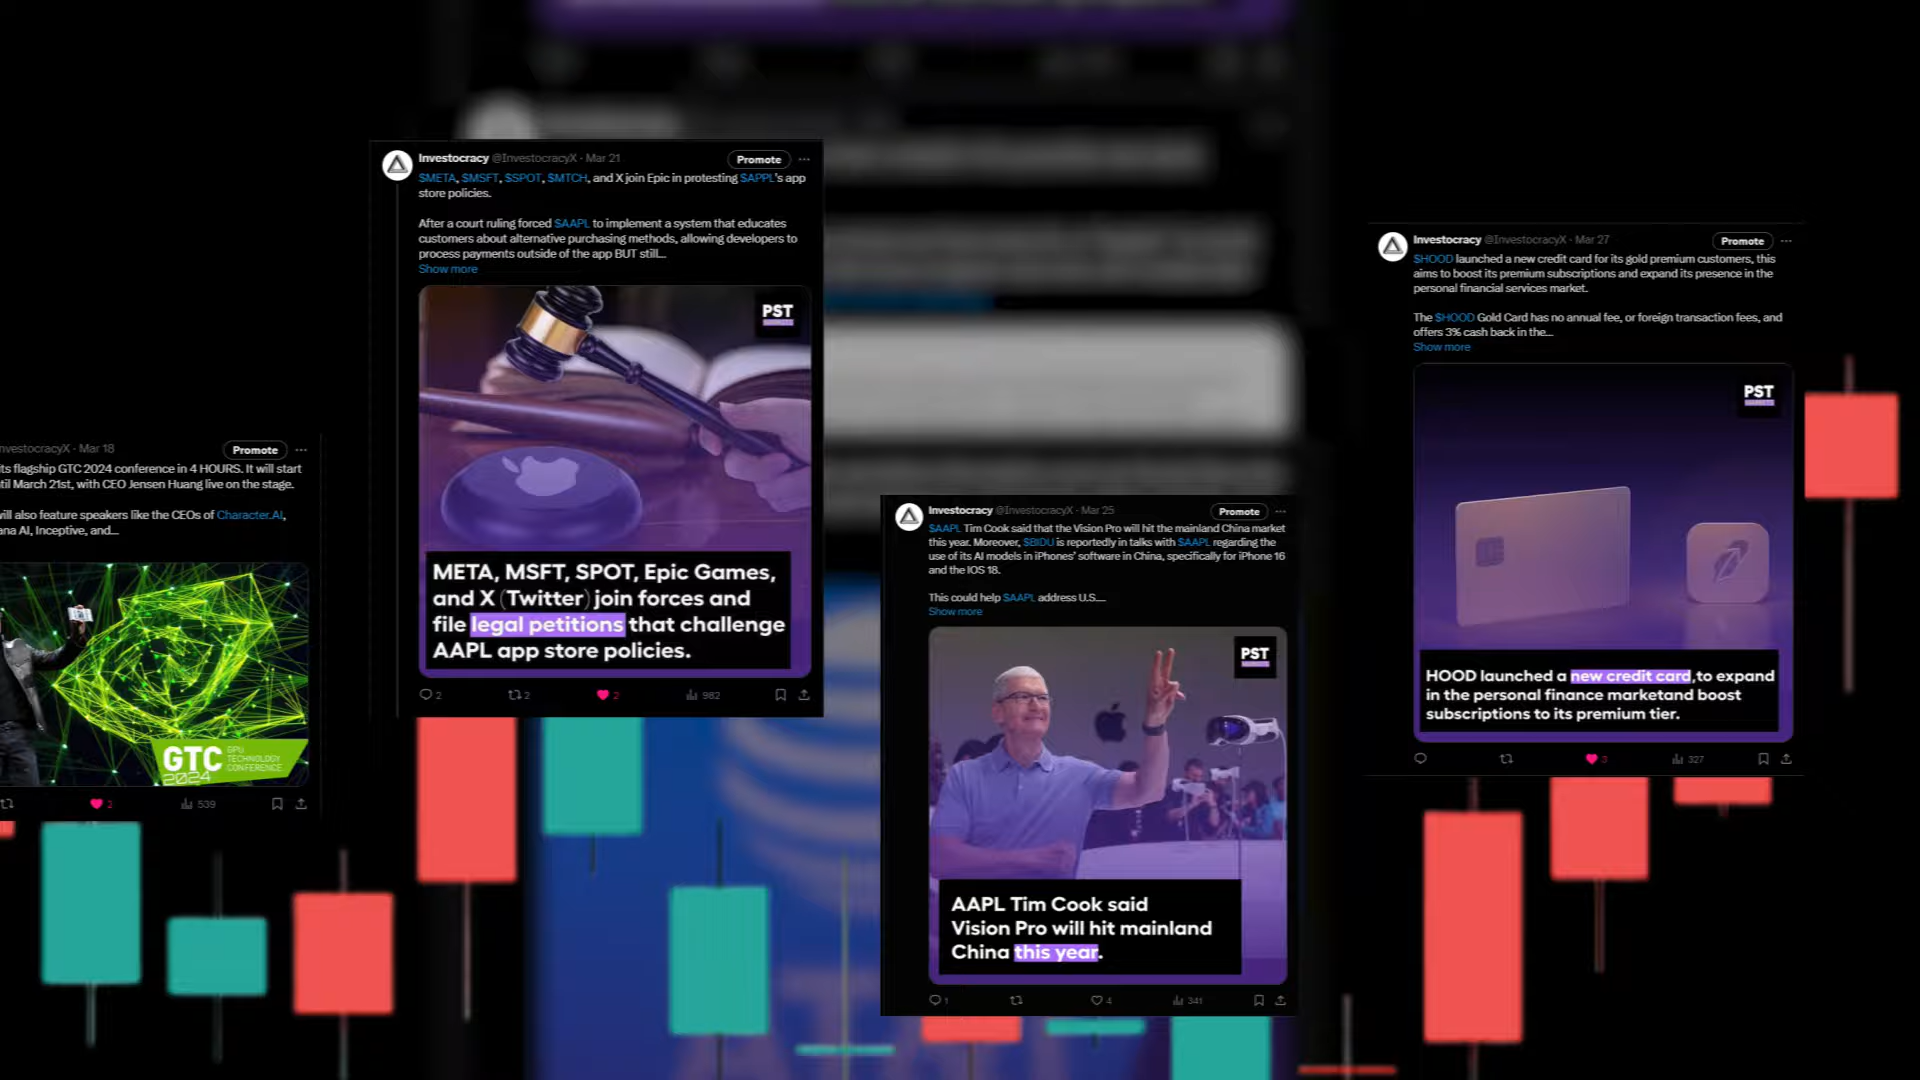 nvestocracyX · Mar 18
Promote
its flagship GTC 2024 conference in 4 HOURS. It will start
til March 21st, with CEO Jensen Huang live on the stage.
will also feature speakers like the CEOs of Character.AI,
ana AI, Inceptive, and...
GTC
2024
GPU
TECHNOLOGY
CONFERENCE
2
539
Investocracy @InvestocracyX · Mar 21
Promote
$META, $MSFT, $SPOT, $MTCH, and X join Epic in protesting $APPL's app
store policies.
After a court ruling forced $AAPL to implement a system that educates
customers about alternative purchasing methods, allowing developers to
process payments outside of the app BUT still...
Show more
PST
MARKETS
META, MSFT, SPOT, Epic Games,
and X (Twitter) join forces and
file legal petitions that challenge
AAPL app store policies.
2
2
2
982
Investocracy @InvestocracyX · Mar 25
Promote
$AAPL Tim Cook said that the Vision Pro will hit the mainland China market
this year. Moreover, $BIDU is reportedly in talks with $AAPL regarding the
use of its AI models in iPhones' software in China, specifically for iPhone 16
and the IOS 18.
This could help $AAPL address U.S....
Show more
PST
MARKETS
AAPL Tim Cook said
Vision Pro will hit mainland
China this year.
1
4
341
Investocracy @InvestocracyX · Mar 27
Promote
$HOOD launched a new credit card for its gold premium customers, this
aims to boost its premium subscriptions and expand its presence in the
personal financial services market.
The $HOOD Gold Card has no annual fee, or foreign transaction fees, and
offers 3% cash back in the...
Show more
PST
MARKETS
HOOD launched a new credit card,to expand
in the personal finance marketand boost
subscriptions to its premium tier.
3
327